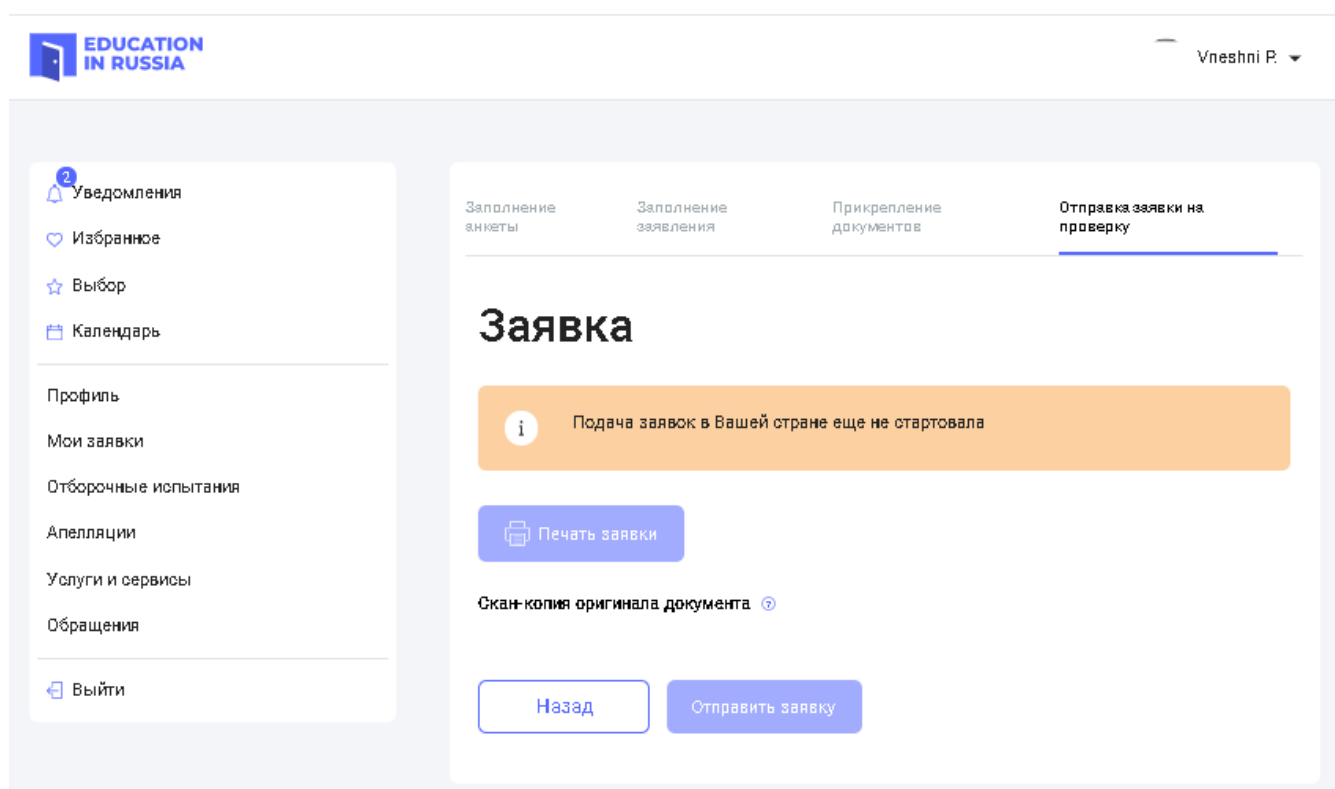 EDUCATION
IN RUSSIA
Vneshni P.
2
Уведомления
Избранное
Выбор
Календарь
Профиль
Мои заявки
Отборочные испытания
Апелляции
Услуги и сервисы
Обращения
Выйти
Заполнение
анкеты
Заполнение
заявления
Прикрепление
документов
Отправка заявки на
проверку
Заявка
i
Подача заявок в Вашей стране еще не стартовала
Печать заявки
Скан-копия оригинала документа ?
Назад
Отправить заявку